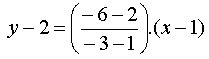 y − 2 = ( −6 − 2 / −3 − 1 ).(x − 1)